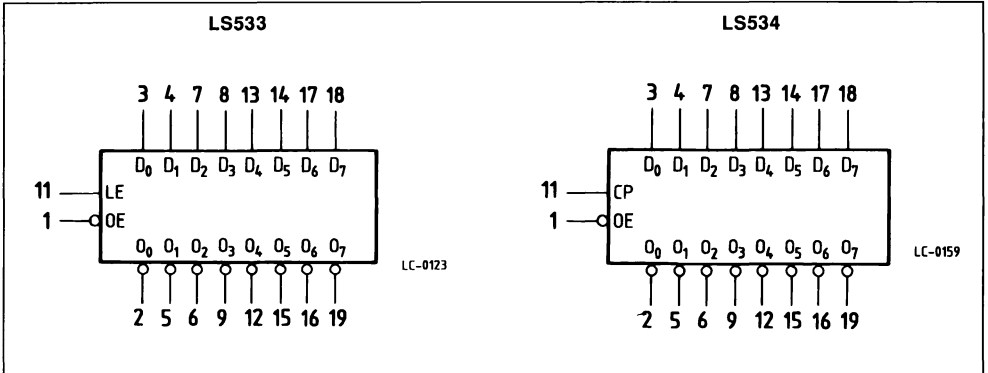 LS533 LS534
3 4 7 8 13 14 17 18 3 4 7 8 13 14 17 18
D0 D1 D2 D3 D4 D5 D6 D7 D0 D1 D2 D3 D4 D5 D6 D7
11 LE 11 CP
1 OE 1 OE
O0 O1 O2 O3 O4 O5 O6 O7 O0 O1 O2 O3 O4 O5 O6 O7
LC-0123 LC-0159
2 5 6 9 12 15 16 19 2 5 6 9 12 15 16 19